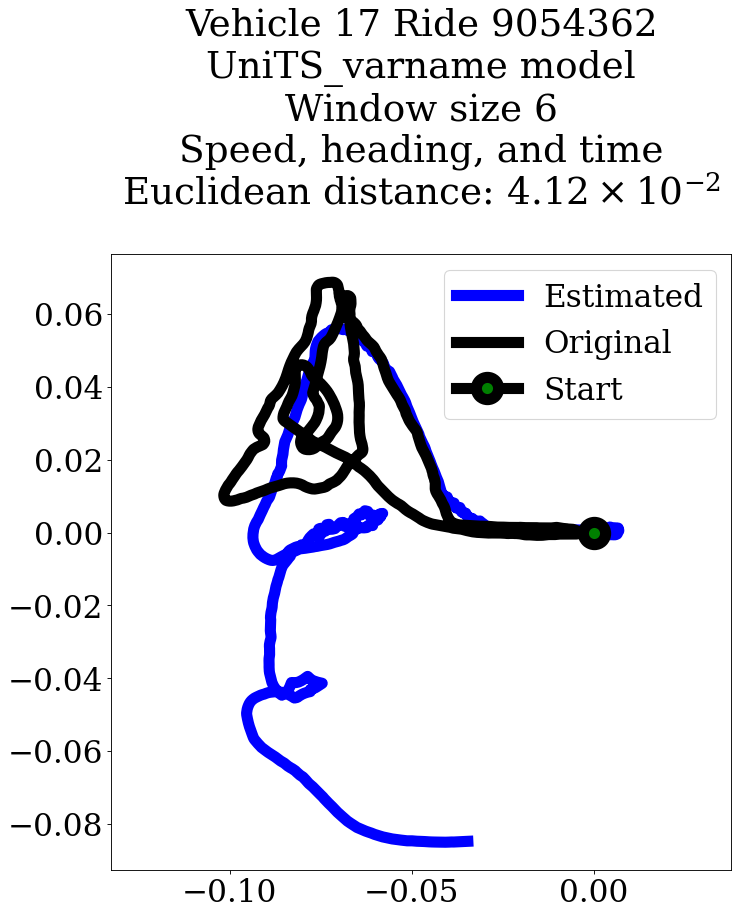 Vehicle 17 Ride 9054362
UniTS_varname model
Window size 6
Speed, heading, and time
Euclidean distance: 4.12 × 10⁻²
Estimated
Original
Start
0.06
0.04
0.02
0.00
−0.02
−0.04
−0.06
−0.08
−0.10
−0.05
0.00